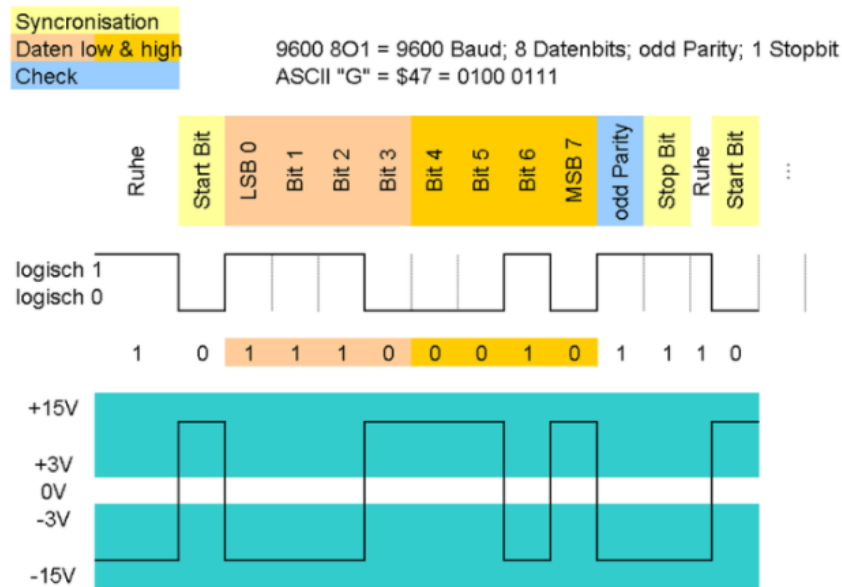 Syncronisation
Daten low & high
9600 8O1 = 9600 Baud; 8 Datenbits; odd Parity; 1 Stopbit
Check
ASCII "G" = $47 = 0100 0111
Ruhe
Start Bit
LSB 0
Bit 1
Bit 2
Bit 3
Bit 4
Bit 5
Bit 6
MSB 7
odd Parity
Stop Bit
Ruhe
Start Bit
...
logisch 1
logisch 0
1 0 1 1 1 0 0 0 1 0 1 1 1 0
+15V
+3V
0V
-3V
-15V